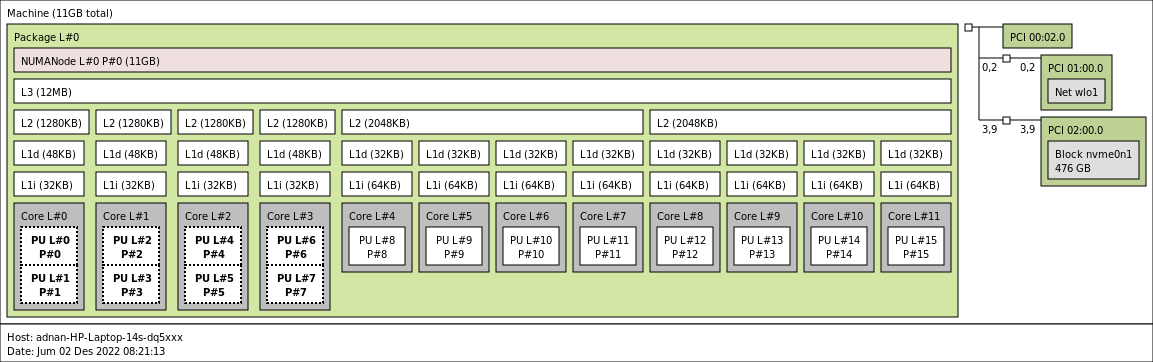 Machine (11GB total)
Package L#0
NUMANode L#0 P#0 (11GB)
L3 (12MB)
L2 (1280KB) L2 (1280KB) L2 (1280KB) L2 (1280KB) L2 (2048KB) L2 (2048KB)
L1d (48KB) L1d (48KB) L1d (48KB) L1d (48KB) L1d (32KB) L1d (32KB) L1d (32KB) L1d (32KB) L1d (32KB) L1d (32KB) L1d (32KB) L1d (32KB)
L1i (32KB) L1i (32KB) L1i (32KB) L1i (32KB) L1i (64KB) L1i (64KB) L1i (64KB) L1i (64KB) L1i (64KB) L1i (64KB) L1i (64KB) L1i (64KB)
Core L#0 Core L#1 Core L#2 Core L#3 Core L#4 Core L#5 Core L#6 Core L#7 Core L#8 Core L#9 Core L#10 Core L#11
PU L#0 PU L#2 PU L#4 PU L#6 PU L#8 PU L#9 PU L#10 PU L#11 PU L#12 PU L#13 PU L#14 PU L#15
P#0 P#2 P#4 P#6 P#8 P#9 P#10 P#11 P#12 P#13 P#14 P#15
PU L#1 PU L#3 PU L#5 PU L#7
P#1 P#3 P#5 P#7
PCI 00:02.0
0,2 0,2 PCI 01:00.0
Net wlo1
3,9 3,9 PCI 02:00.0
Block nvme0n1
476 GB
Host: adnan-HP-Laptop-14s-dq5xxx
Date: Jum 02 Des 2022 08:21:13